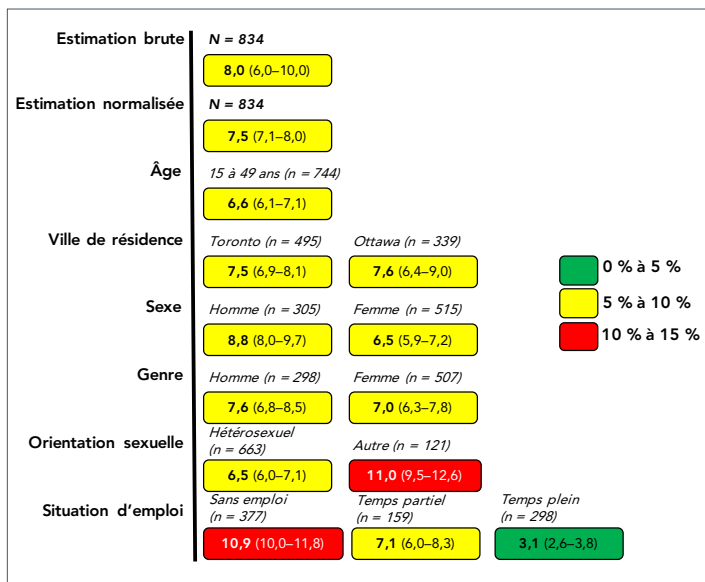 Estimation brute
N = 834
8,0 (6,0–10,0)
Estimation normalisée
N = 834
7,5 (7,1–8,0)
Âge
15 à 49 ans (n = 744)
6,6 (6,1–7,1)
Ville de résidence
Toronto (n = 495)
Ottawa (n = 339)
7,5 (6,9–8,1)
7,6 (6,4–9,0)
Sexe
Homme (n = 305)
Femme (n = 515)
8,8 (8,0–9,7)
6,5 (5,9–7,2)
Genre
Homme (n = 298)
Femme (n = 507)
7,6 (6,8–8,5)
7,0 (6,3–7,8)
Orientation sexuelle
Hétérosexuel
(n = 663)
Autre (n = 121)
6,5 (6,0–7,1)
11,0 (9,5–12,6)
Situation d’emploi
Sans emploi
(n = 377)
Temps partiel
(n = 159)
Temps plein
(n = 298)
10,9 (10,0–11,8)
7,1 (6,0–8,3)
3,1 (2,6–3,8)
0 % à 5 %
5 % à 10 %
10 % à 15 %